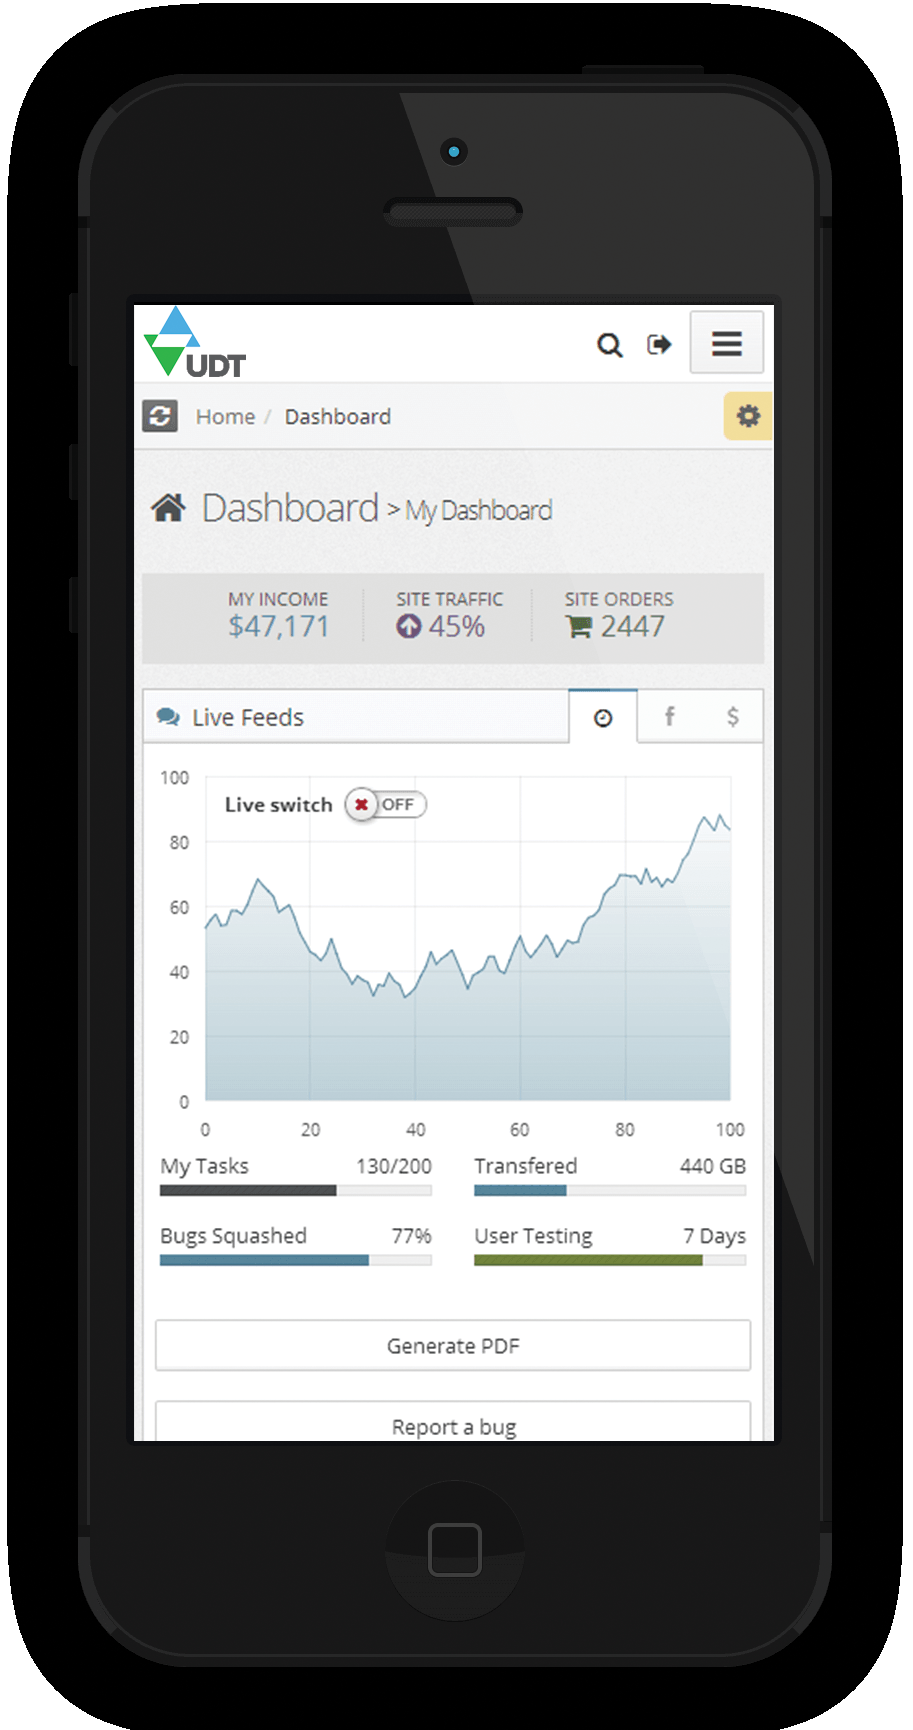 UDT
Home / Dashboard
Dashboard > My Dashboard
MY INCOME SITE TRAFFIC SITE ORDERS
$47,171 45% 2447
Live Feeds f $
100
Live switch OFF
80
60
40
20
0
0 20 40 60 80 100
My Tasks 130/200 Transfered 440 GB
Bugs Squashed 77% User Testing 7 Days
Generate PDF
Report a bug